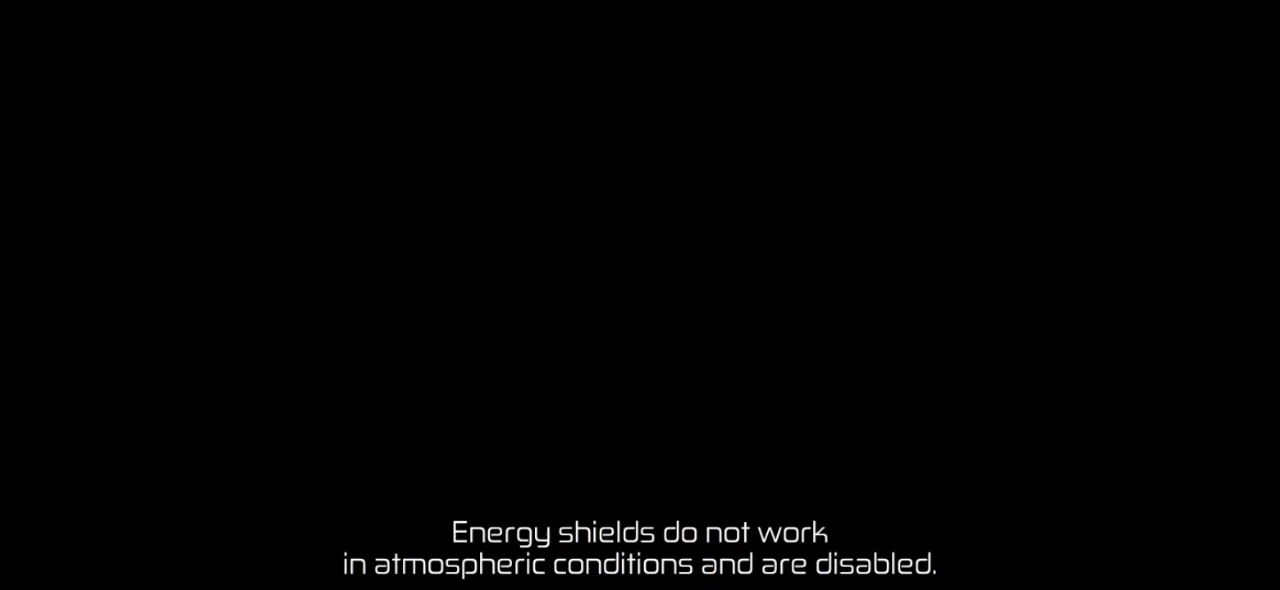 Energy shields do not work
in atmospheric conditions and are disabled.